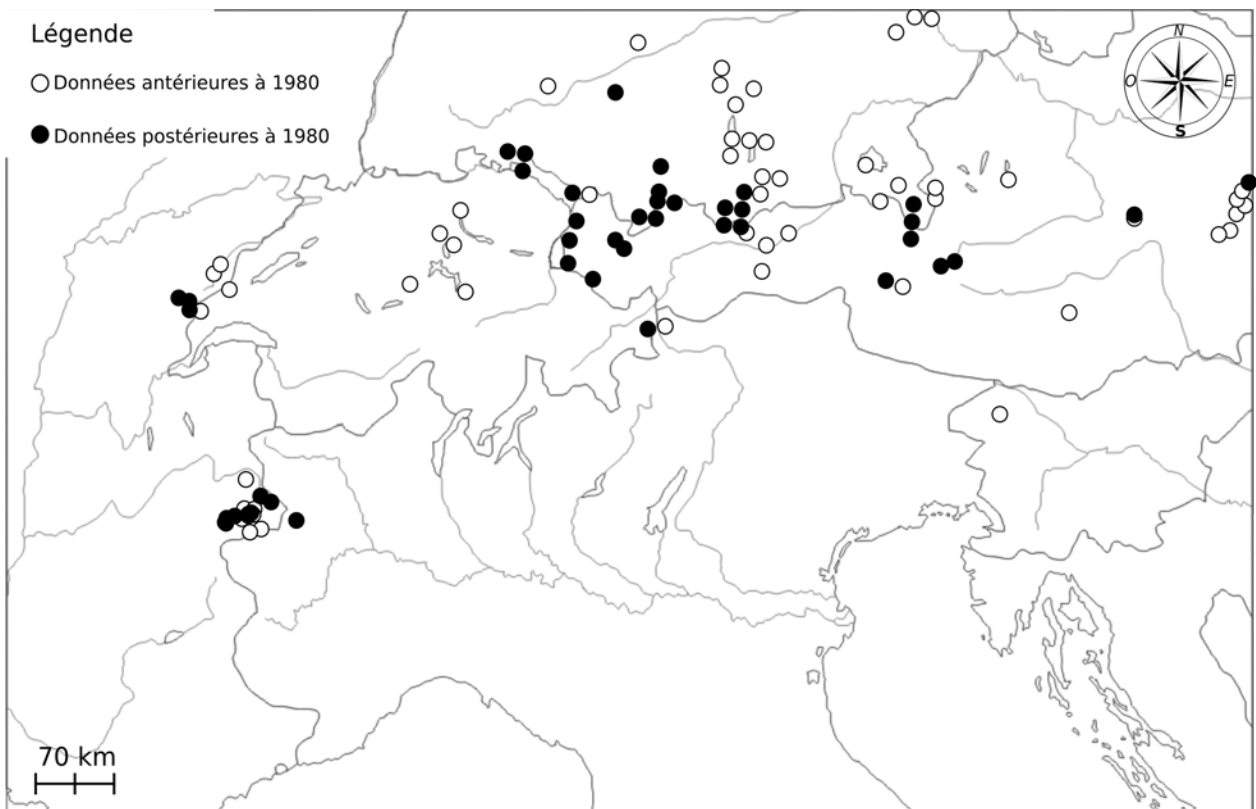 Légende
Données antérieures à 1980
Données postérieures à 1980
N
O
E
S
70 km